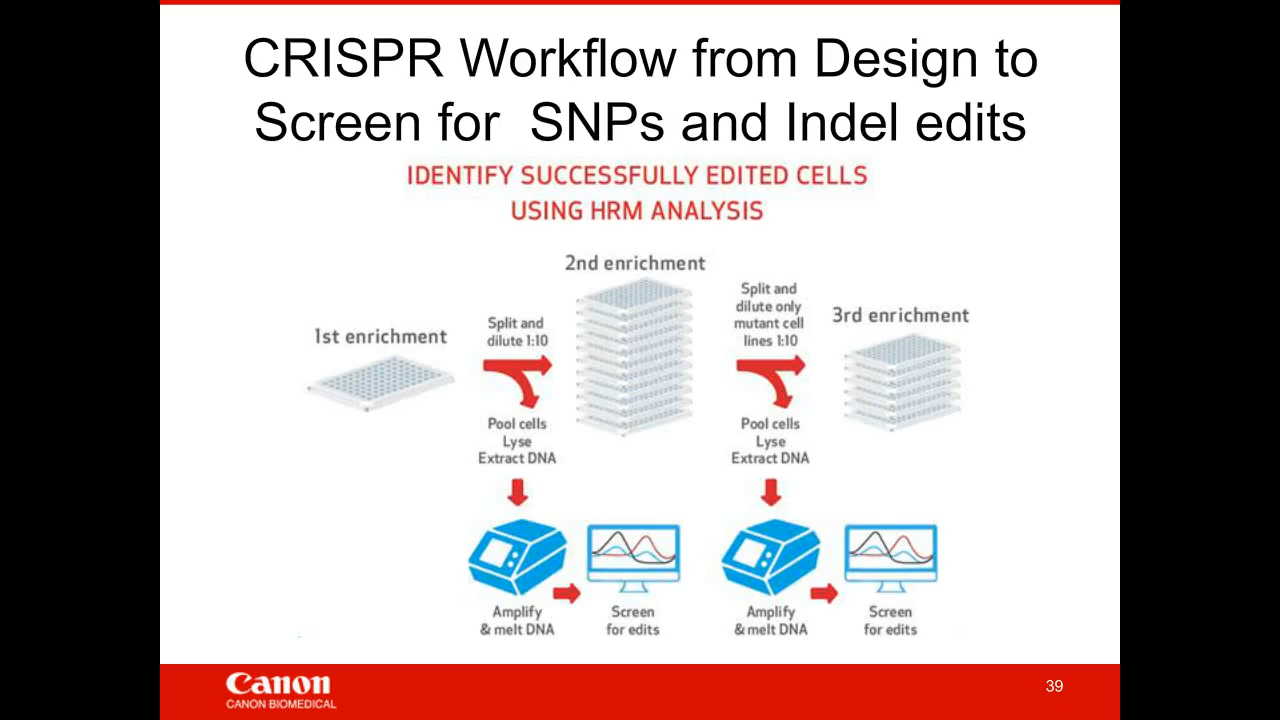 CRISPR Workflow from Design to
Screen for  SNPs and Indel edits
IDENTIFY SUCCESSFULLY EDITED CELLS
USING HRM ANALYSIS
1st enrichment
Split and
dilute 1:10
Pool cells
Lyse
Extract DNA
Amplify
& melt DNA
Screen
for edits
2nd enrichment
Split and
dilute only
mutant cell
lines 1:10
Pool cells
Lyse
Extract DNA
Amplify
& melt DNA
Screen
for edits
3rd enrichment
Canon
CANON BIOMEDICAL
39